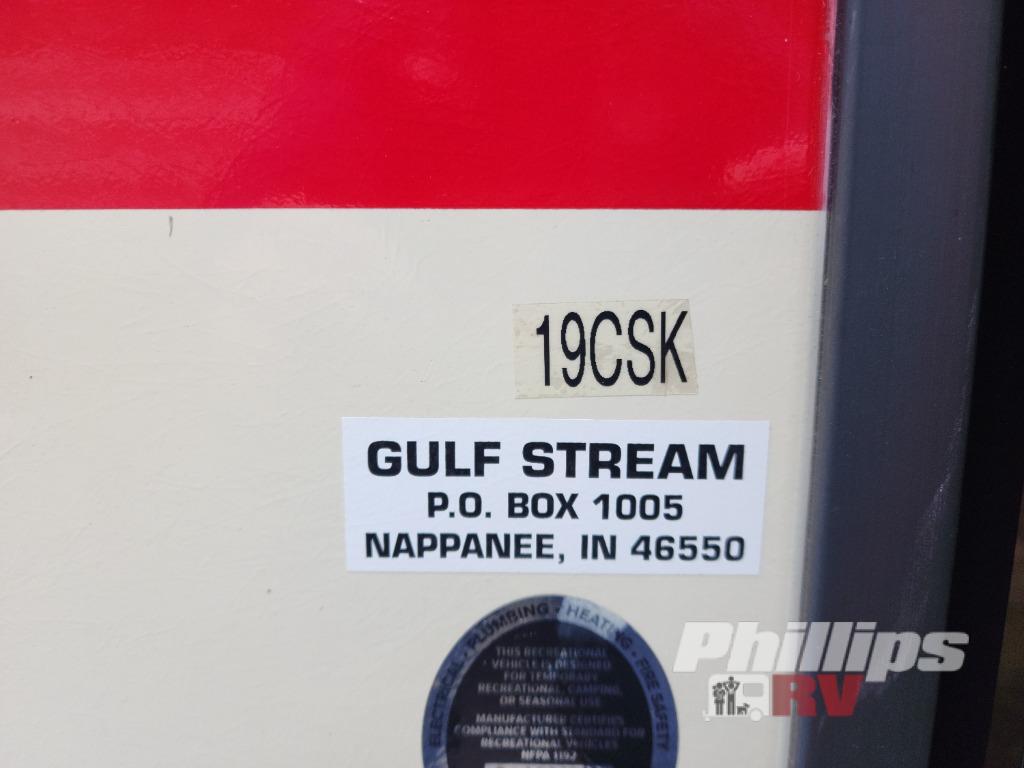 19CSK
GULF STREAM
P.O. BOX 1005
NAPPANEE, IN 46550
ELECTRICAL • PLUMBING • HEATING • FIRE SAFETY
THIS RECREATIONAL
VEHICLE IS DESIGNED
FOR TEMPORARY
RECREATIONAL, CAMPING,
OR SEASONAL USE
MANUFACTURER CERTIFIES
COMPLIANCE WITH STANDARD FOR
RECREATIONAL VEHICLES
NFPA 1192
Phillips
RV